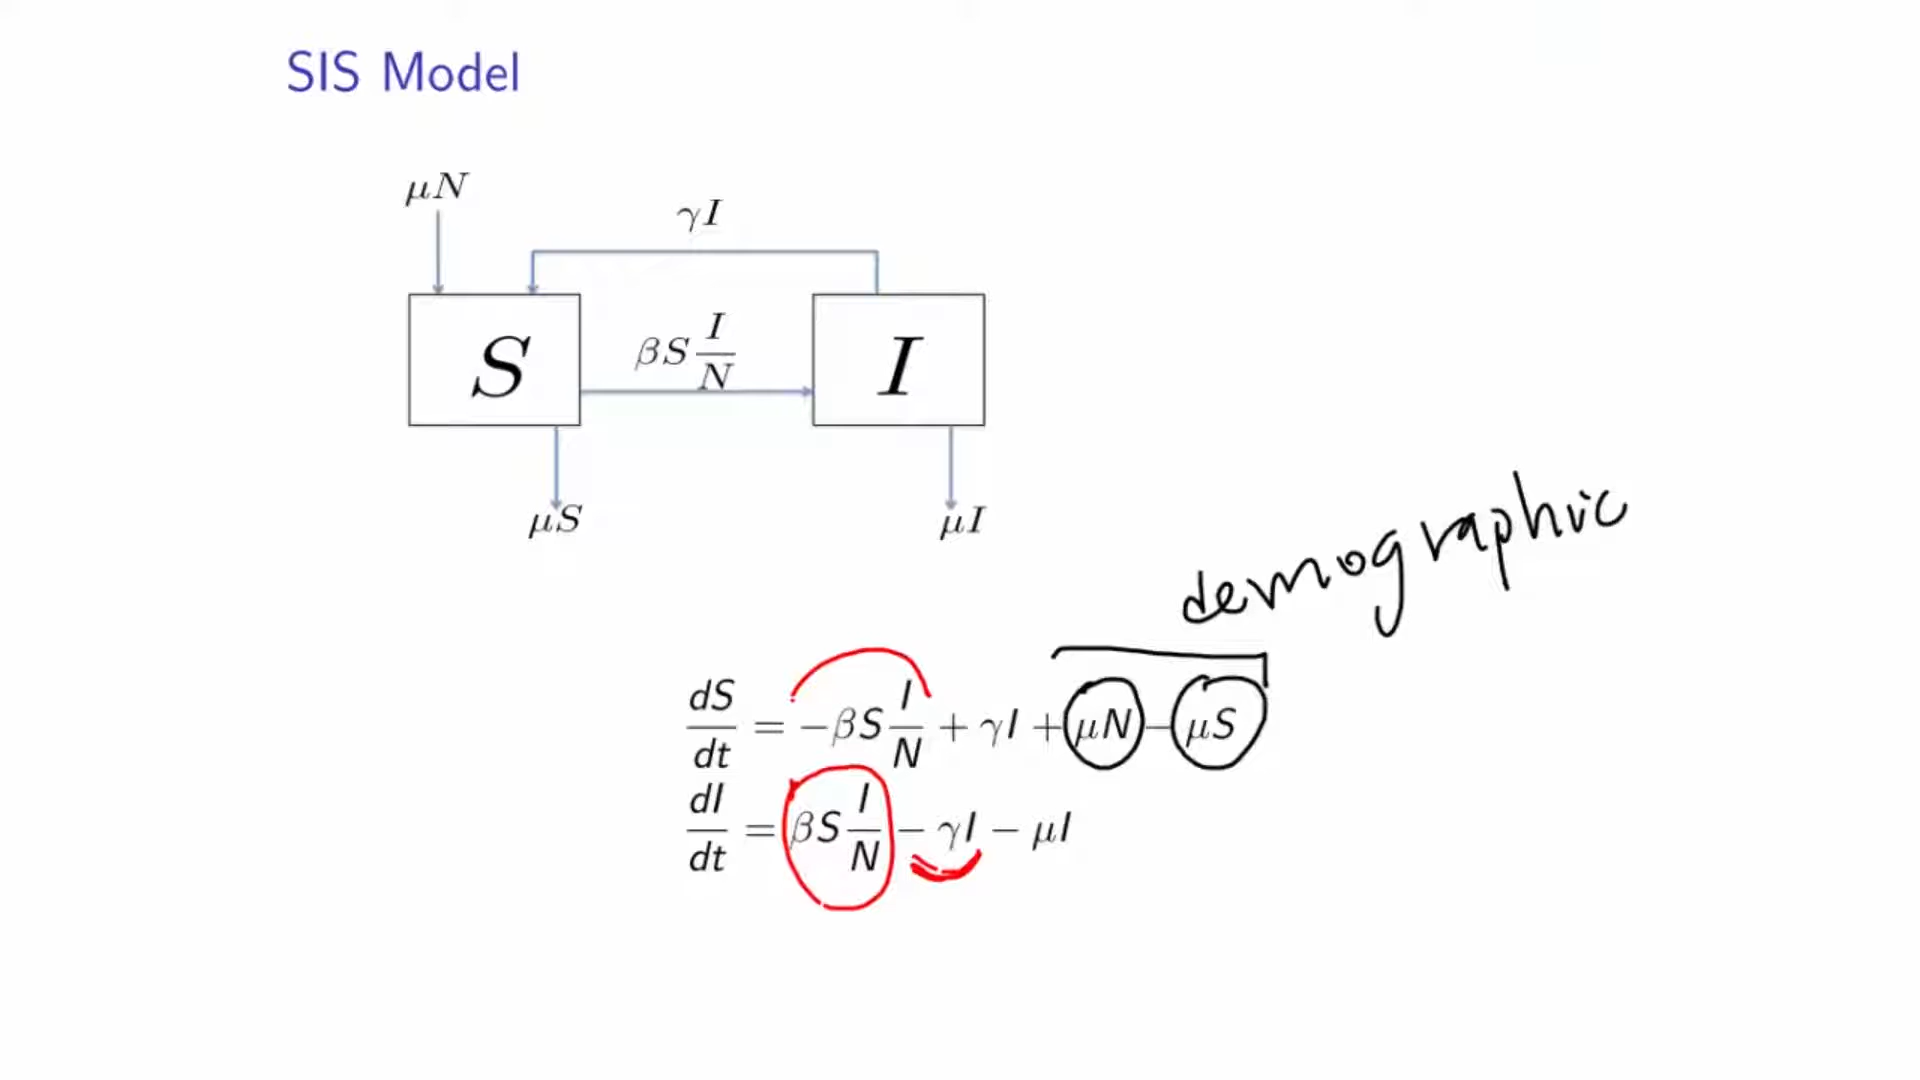 SIS Model
μN
γI
S
βS I/N
I
μS
μI
demographic
dS/dt = −βS I/N + γI + μN − μS
dI/dt = βS I/N − γI − μI